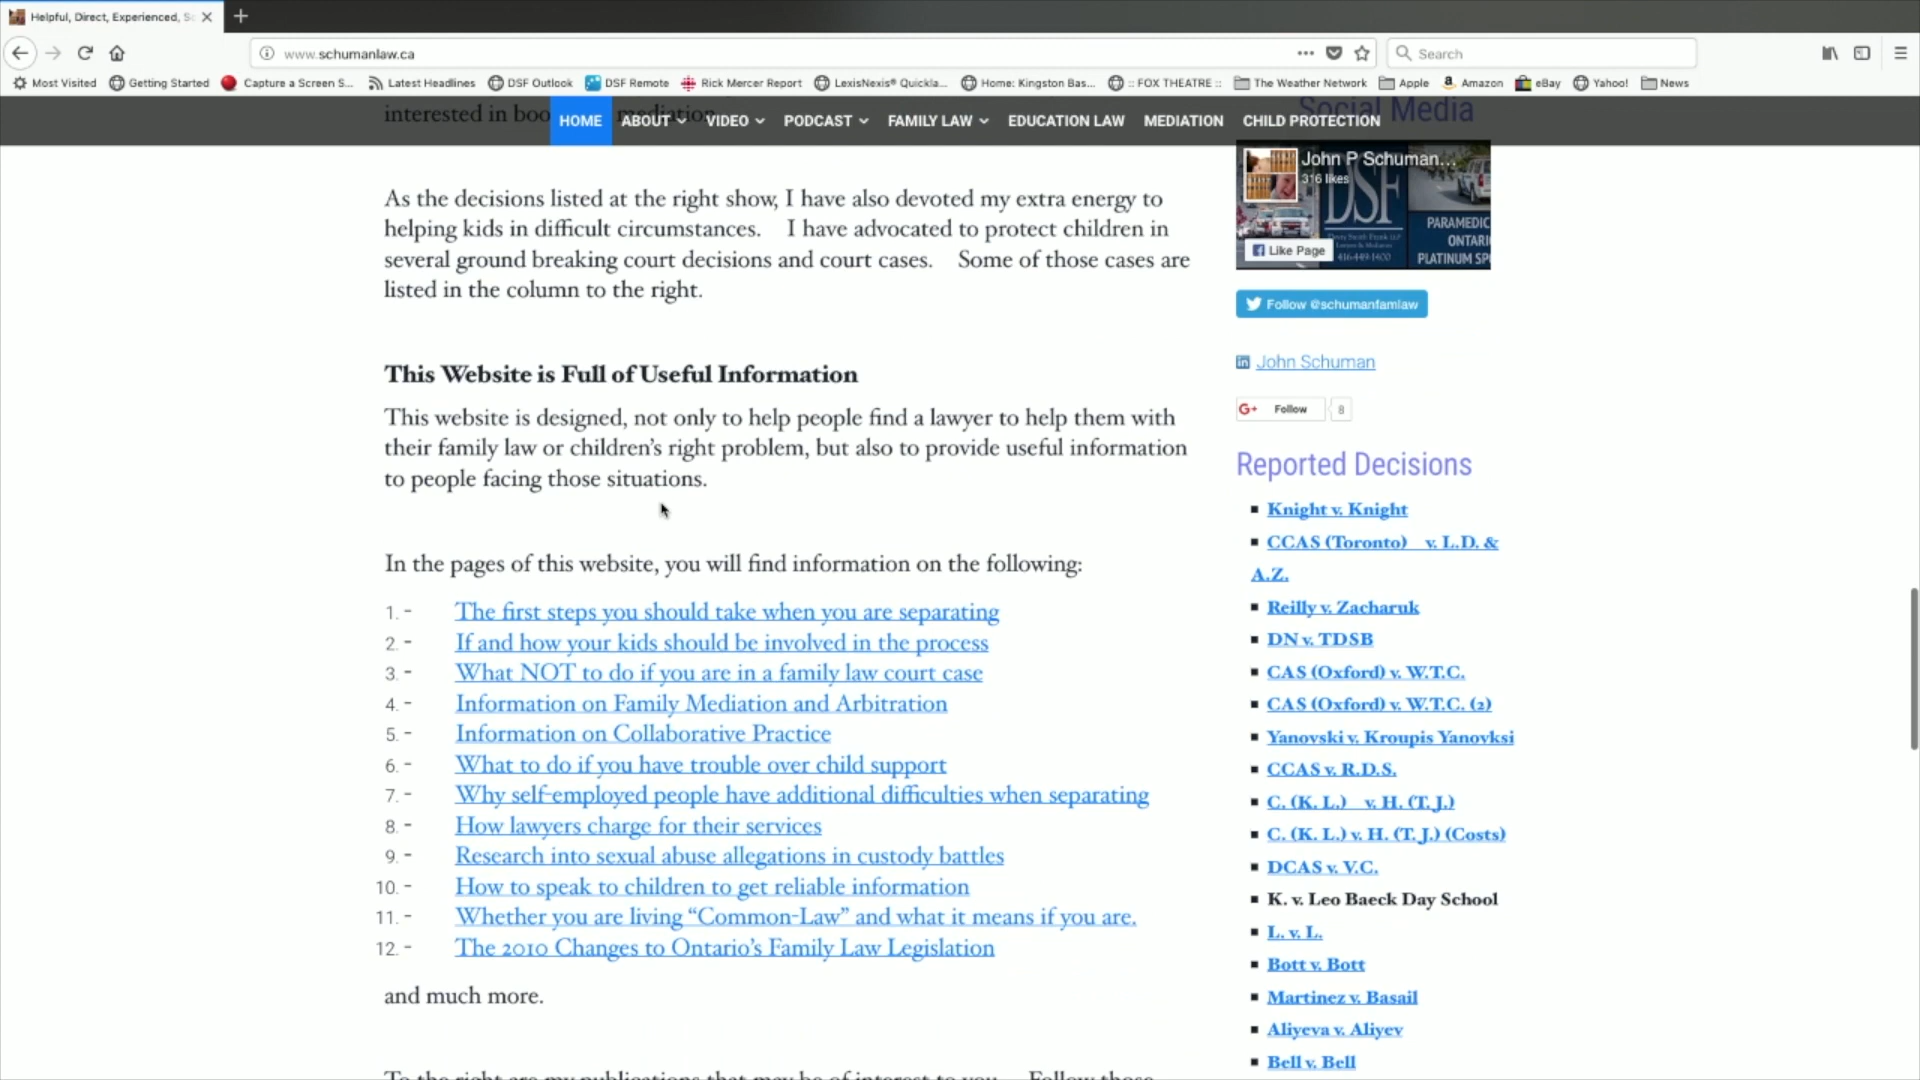 Helpful, Direct, Experienced, S
www.schumanlaw.ca
Search
Most Visited
Getting Started
Capture a Screen S...
Latest Headlines
DSF Outlook
DSF Remote
Rick Mercer Report
LexisNexis® Quickla...
Home: Kingston Bas...
:: FOX THEATRE ::
The Weather Network
Apple
Amazon
eBay
Yahoo!
News
interested in boo mediation
HOME
ABOUT
VIDEO
PODCAST
FAMILY LAW
EDUCATION LAW
MEDIATION
CHILD PROTECTION
As the decisions listed at the right show, I have also devoted my extra energy to
helping kids in difficult circumstances. I have advocated to protect children in
several ground breaking court decisions and court cases. Some of those cases are
listed in the column to the right.
This Website is Full of Useful Information
This website is designed, not only to help people find a lawyer to help them with
their family law or children's right problem, but also to provide useful information
to people facing those situations.
In the pages of this website, you will find information on the following:
1. - The first steps you should take when you are separating
2. - If and how your kids should be involved in the process
3. - What NOT to do if you are in a family law court case
4. - Information on Family Mediation and Arbitration
5. - Information on Collaborative Practice
6. - What to do if you have trouble over child support
7. - Why self-employed people have additional difficulties when separating
8. - How lawyers charge for their services
9. - Research into sexual abuse allegations in custody battles
10. - How to speak to children to get reliable information
11. - Whether you are living “Common-Law” and what it means if you are.
12. - The 2010 Changes to Ontario's Family Law Legislation
and much more.
To the right are my publications that may be of interest to you. Follow those
Social Media
John P Schuman...
316 likes
DSF
416-449-1400
PARAMEDIC
ONTARI
PLATINUM SP
Like Page
Follow @schumanfamlaw
in John Schuman
G+ Follow 8
Reported Decisions
Knight v. Knight
CCAS (Toronto) v. L.D. &
A.Z.
Reilly v. Zacharuk
DN v. TDSB
CAS (Oxford) v. W.T.C.
CAS (Oxford) v. W.T.C. (2)
Yanovski v. Kroupis Yanovksi
CCAS v. R.D.S.
C. (K. L.) v. H. (T. J.)
C. (K. L.) v. H. (T. J.) (Costs)
DCAS v. V.C.
K. v. Leo Baeck Day School
L. v. L.
Bott v. Bott
Martinez v. Basail
Aliyeva v. Aliyev
Bell v. Bell